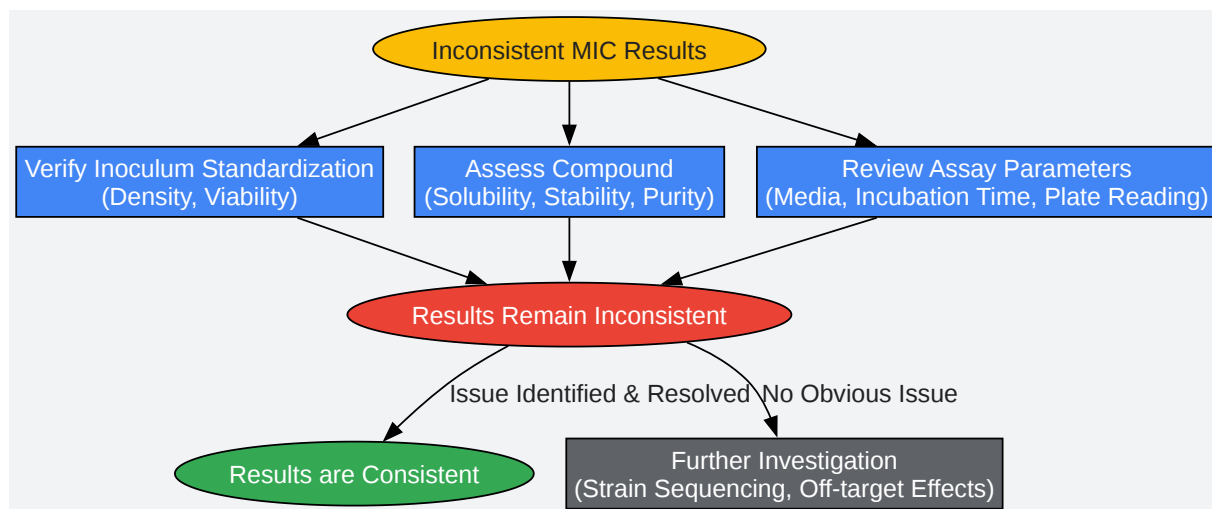 Inconsistent MIC Results
Verify Inoculum Standardization
(Density, Viability)
Assess Compound
(Solubility, Stability, Purity)
Review Assay Parameters
(Media, Incubation Time, Plate Reading)
Results Remain Inconsistent
Issue Identified & Resolved
No Obvious Issue
Results are Consistent
Further Investigation
(Strain Sequencing, Off-target Effects)